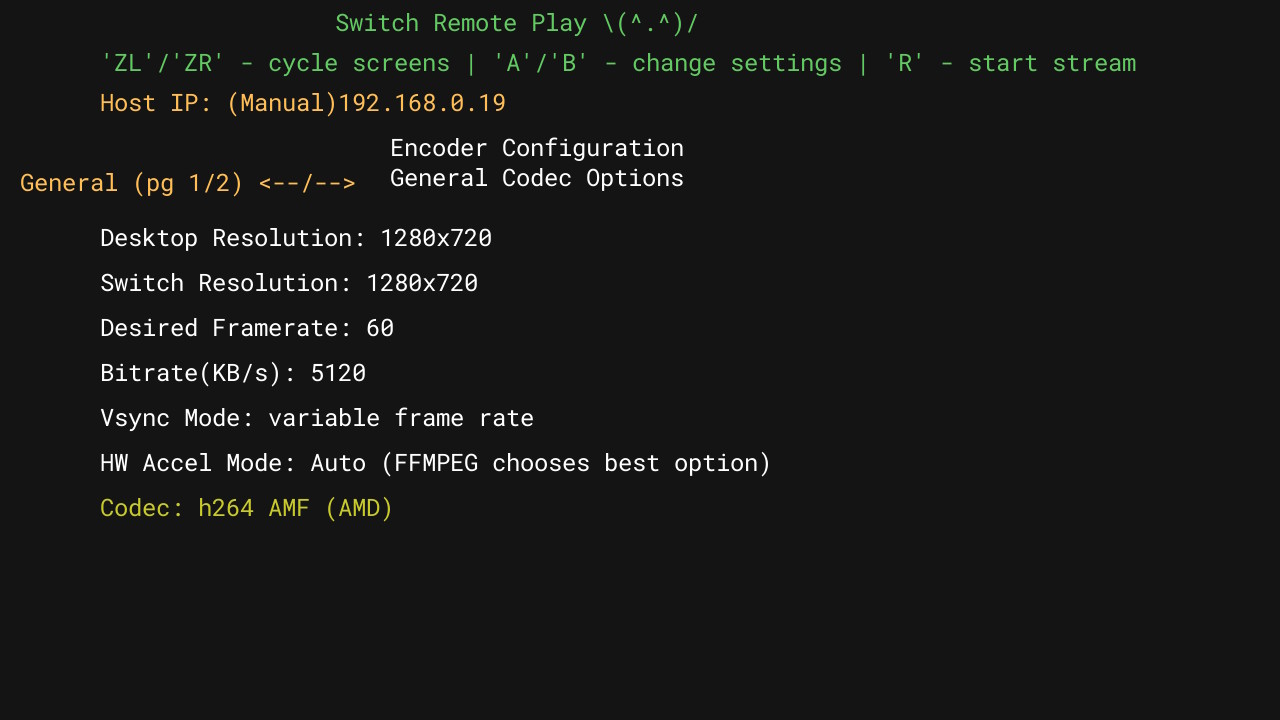 Switch Remote Play \(^.^)/
'ZL'/'ZR' - cycle screens | 'A'/'B' - change settings | 'R' - start stream
Host IP: (Manual)192.168.0.19
Encoder Configuration
General (pg 1/2) <--/-->
General Codec Options
Desktop Resolution: 1280x720
Switch Resolution: 1280x720
Desired Framerate: 60
Bitrate(KB/s): 5120
Vsync Mode: variable frame rate
HW Accel Mode: Auto (FFMPEG chooses best option)
Codec: h264 AMF (AMD)